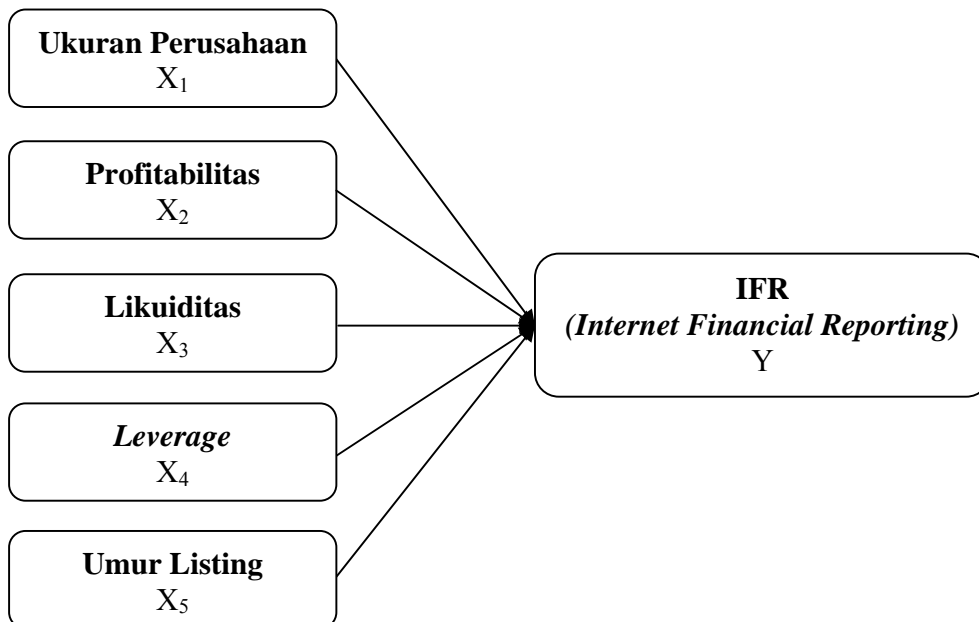 Ukuran Perusahaan
X₁
Profitabilitas
X₂
Likuiditas
X₃
Leverage
X₄
Umur Listing
X₅
IFR
(Internet Financial Reporting)
Y